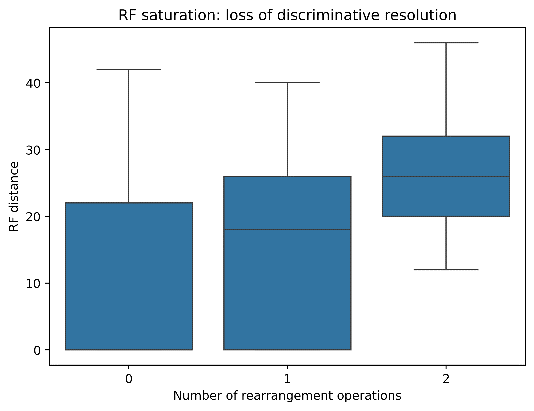 RF saturation: loss of discriminative resolution
RF distance
40
30
20
10
0
0 1 2
Number of rearrangement operations